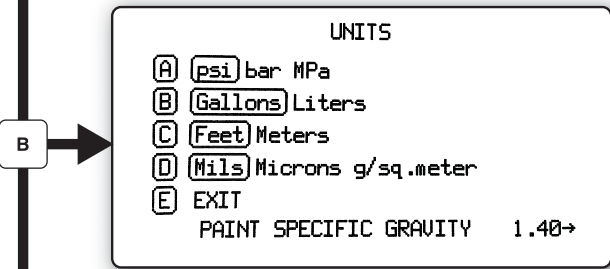 UNITS
A psi bar MPa
B Gallons Liters
B
C Feet Meters
D Mils Microns g/sq.meter
E EXIT
PAINT SPECIFIC GRAVITY 1.40→